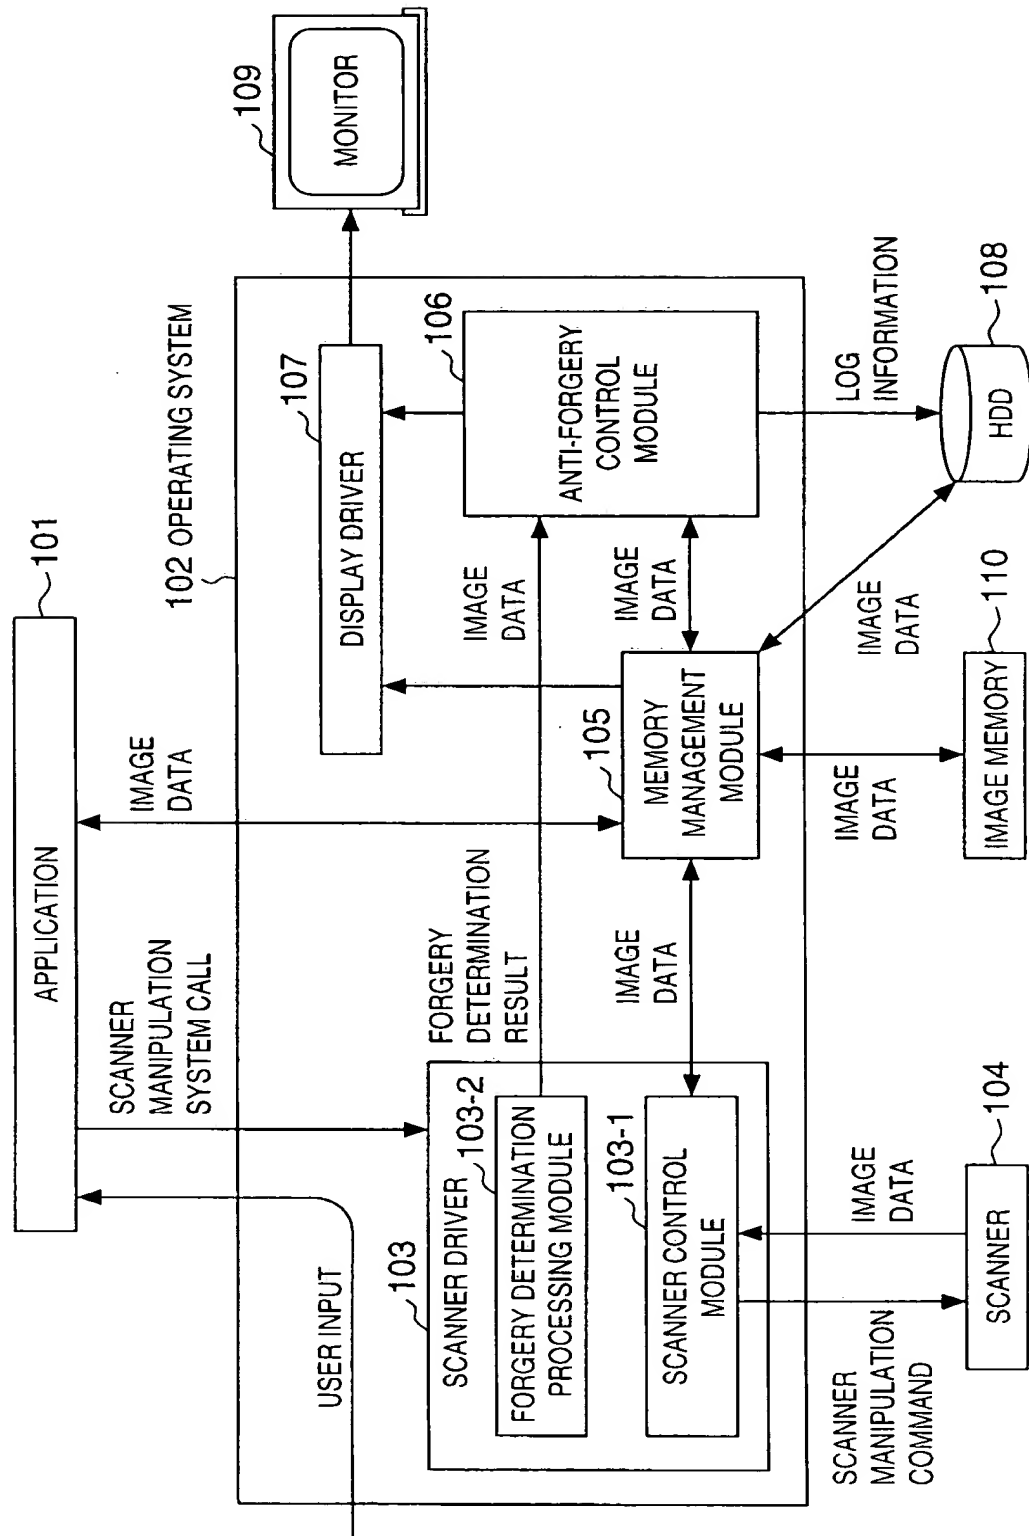 101
APPLICATION
USER INPUT
SCANNER
MANIPULATION
SYSTEM CALL
IMAGE
DATA
102 OPERATING SYSTEM
109
MONITOR
107
DISPLAY DRIVER
103
SCANNER DRIVER
103-2
FORGERY DETERMINATION
PROCESSING MODULE
FORGERY
DETERMINATION
RESULT
IMAGE
DATA
106
ANTI-FORGERY
CONTROL
MODULE
103-1
SCANNER CONTROL
MODULE
IMAGE
DATA
105
MEMORY
MANAGEMENT
MODULE
IMAGE
DATA
SCANNER
MANIPULATION
COMMAND
IMAGE
DATA
104
SCANNER
IMAGE
DATA
110
IMAGE MEMORY
IMAGE
DATA
LOG
INFORMATION
108
HDD